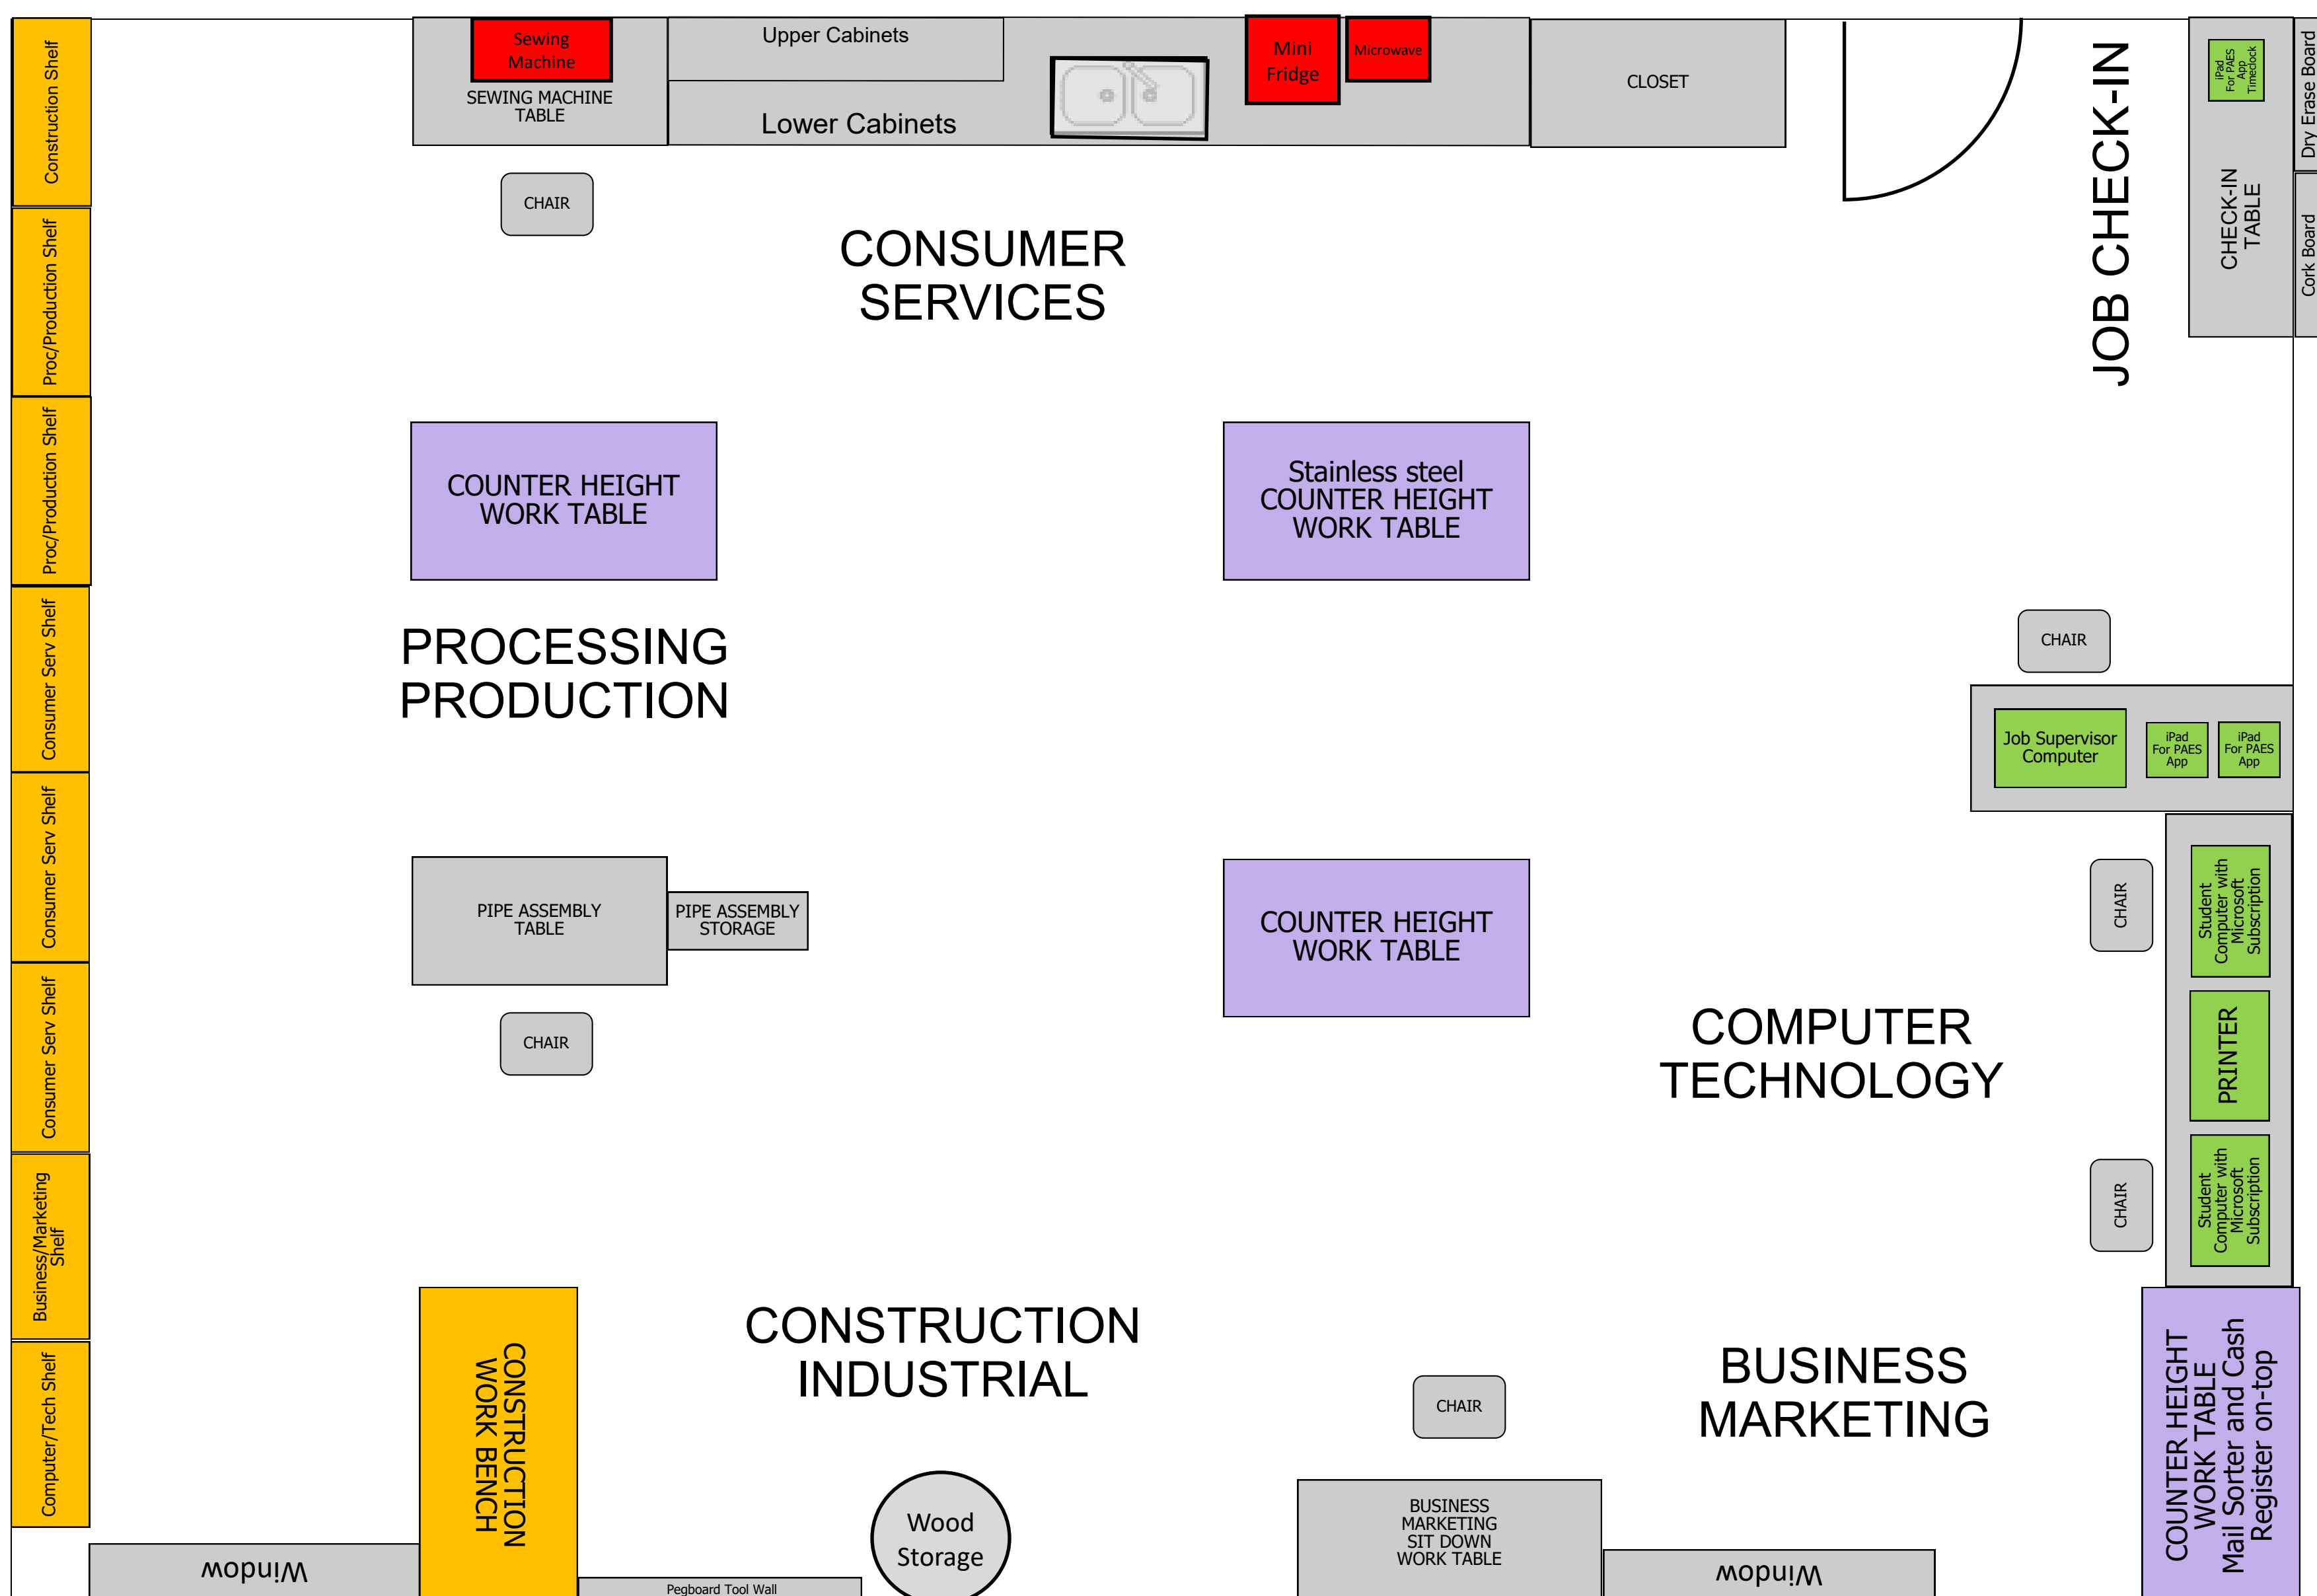 Construction Shelf
Proc/Production Shelf
Proc/Production Shelf
Consumer Serv Shelf
Consumer Serv Shelf
Consumer Serv Shelf
Business/Marketing
Shelf
Computer/Tech Shelf
Sewing
Machine
SEWING MACHINE
TABLE
Upper Cabinets
Lower Cabinets
Mini
Fridge
Microwave
CLOSET
JOB CHECK-IN
iPad
For PAES
App
Timeclock
CHECK-IN
TABLE
Dry Erase Board
Cork Board
CHAIR
CONSUMER
SERVICES
COUNTER HEIGHT
WORK TABLE
Stainless steel
COUNTER HEIGHT
WORK TABLE
PROCESSING
PRODUCTION
CHAIR
Job Supervisor
Computer
iPad
For PAES
App
iPad
For PAES
App
PIPE ASSEMBLY
TABLE
PIPE ASSEMBLY
STORAGE
COUNTER HEIGHT
WORK TABLE
CHAIR
Student
Computer with
Microsoft
Subscription
CHAIR
COMPUTER
TECHNOLOGY
PRINTER
CHAIR
Student
Computer with
Microsoft
Subscription
CONSTRUCTION
WORK BENCH
CONSTRUCTION
INDUSTRIAL
CHAIR
BUSINESS
MARKETING
COUNTER HEIGHT
WORK TABLE
Mail Sorter and Cash
Register on-top
Wood
Storage
BUSINESS
MARKETING
SIT DOWN
WORK TABLE
Window
Pegboard Tool Wall
Window